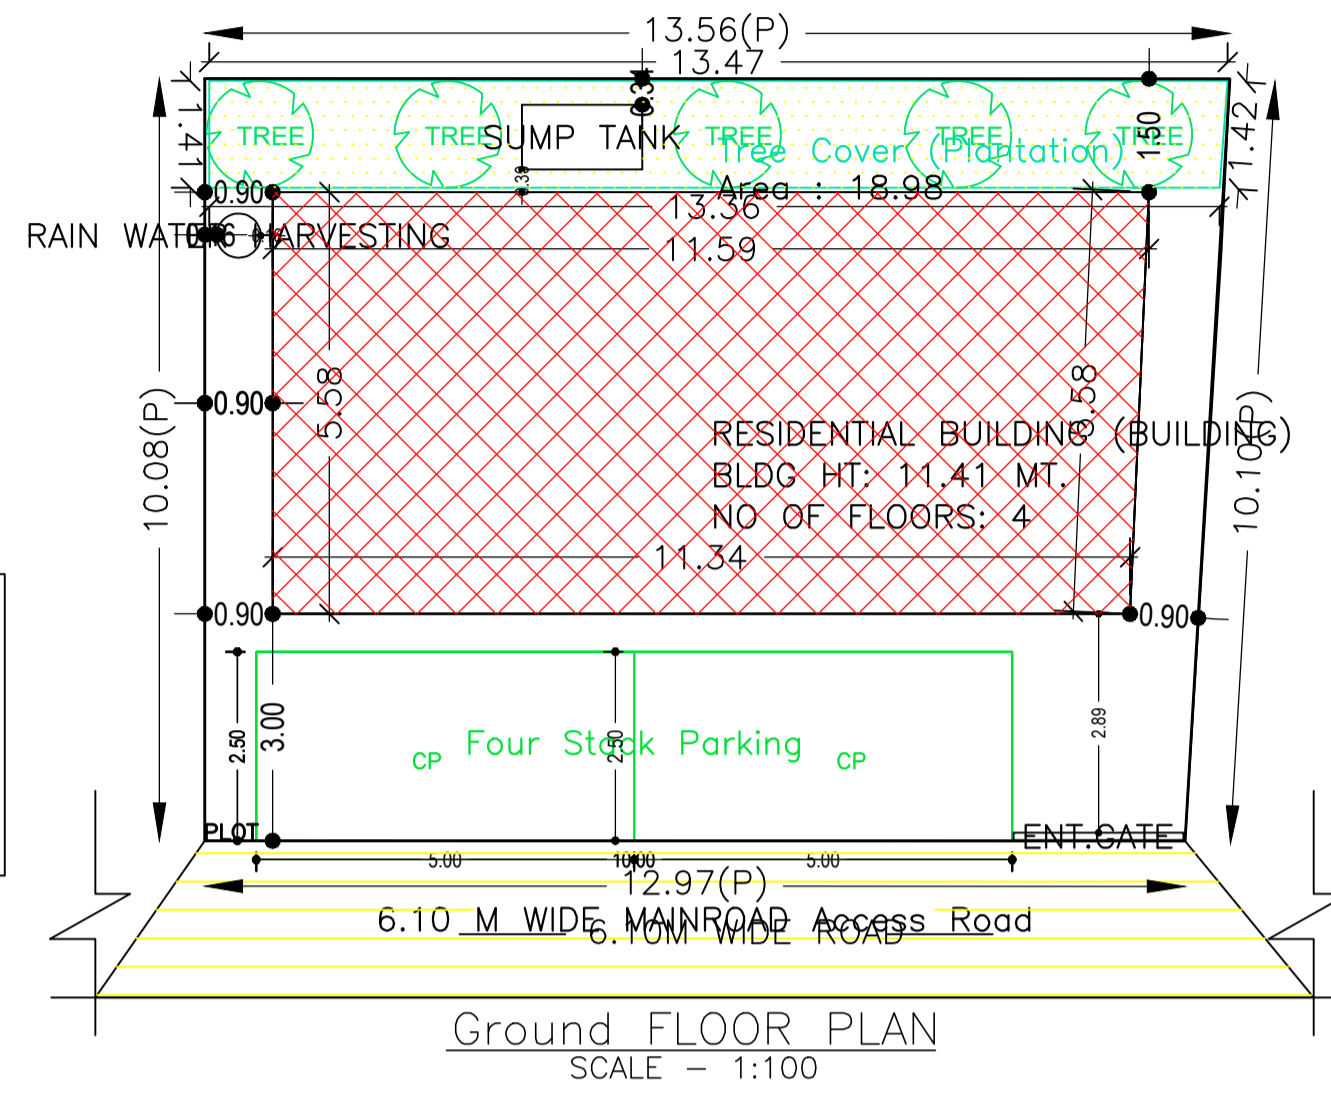 13.56(P)
13.47
1.41
TREE
TREE
TREE
TREE
TREE
SUMP TANK
0.30
1.50
1.42
Tree Cover (Plantation)
Area : 18.98
0.90
13.36
RAIN WATER HARVESTING
11.59
5.58
5.58
0.90
10.08(P)
10.10(P)
RESIDENTIAL BUILDING (BUILDING)
BLDG HT: 11.41 MT.
NO OF FLOORS: 4
11.34
0.90
0.90
2.50
3.00
2.50
2.89
Four Stack Parking
CP
CP
PLOT
ENT.GATE
5.00
10.00
5.00
12.97(P)
6.10 M WIDE MAINROAD Access Road
6.10M WIDE ROAD
Ground FLOOR PLAN
SCALE - 1:100